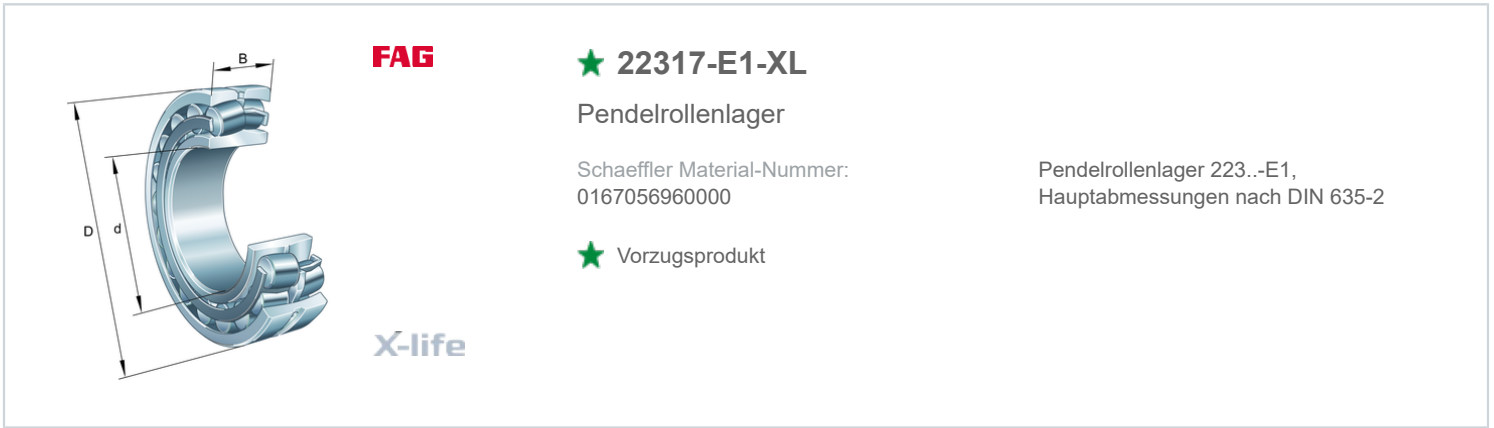 B
D
d
FAG
X-life
22317-E1-XL
Pendelrollenlager
Schaeffler Material-Nummer:
0167056960000
Vorzugsprodukt
Pendelrollenlager 223..-E1,
Hauptabmessungen nach DIN 635-2